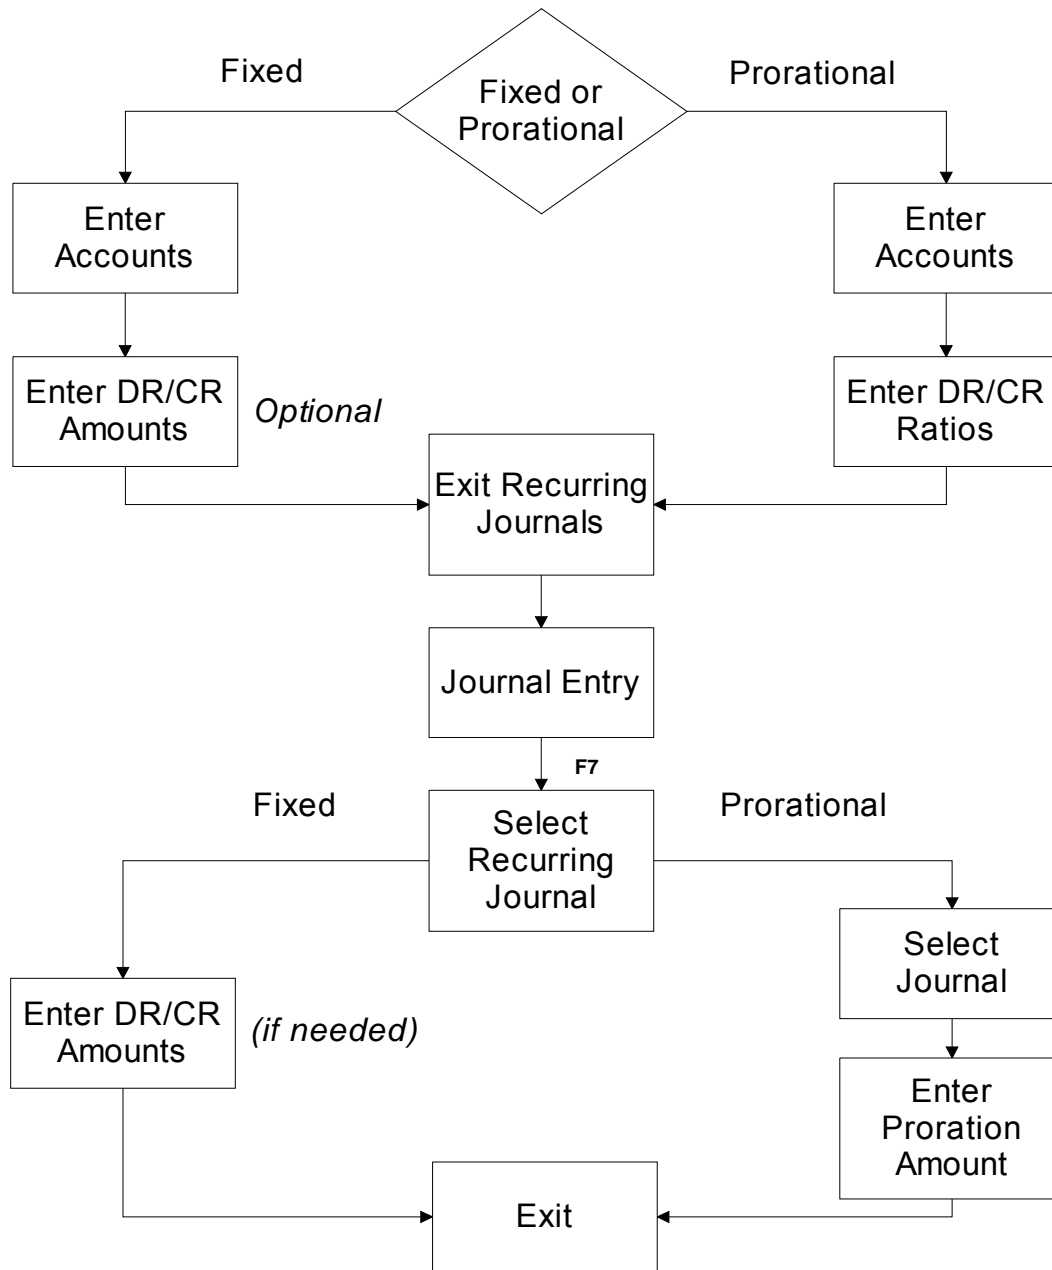 Fixed
Prorational
Fixed or
Prorational
Enter
Accounts
Enter
Accounts
Enter DR/CR
Amounts
Optional
Enter DR/CR
Ratios
Exit Recurring
Journals
Journal Entry
F7
Fixed
Prorational
Select
Recurring
Journal
Select
Journal
Enter DR/CR
Amounts
(if needed)
Enter
Proration
Amount
Exit